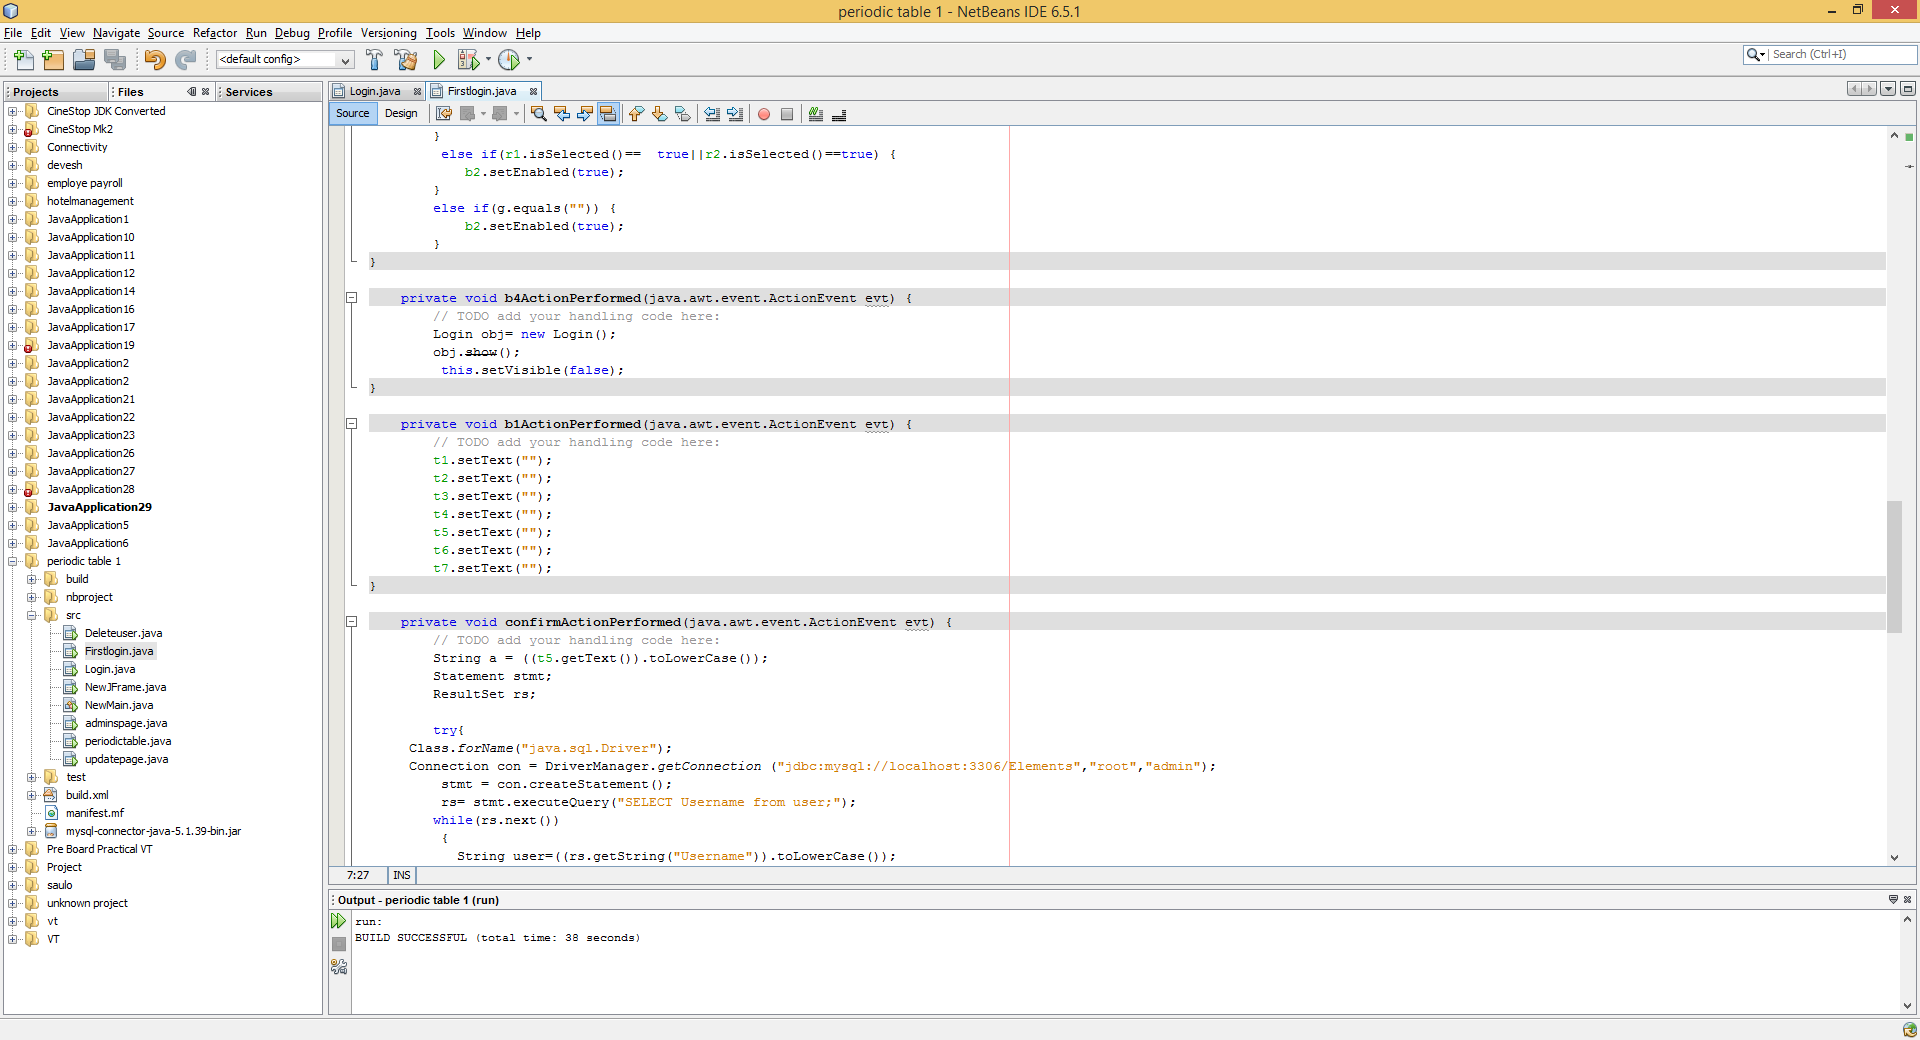 periodic table 1 - NetBeans IDE 6.5.1
File Edit View Navigate Source Refactor Run Debug Profile Versioning Tools Window Help
<default config>
Search (Ctrl+I)
Projects
Files
Services
CineStop JDK Converted
CineStop Mk2
Connectivity
devesh
employe payroll
hotelmanagement
JavaApplication1
JavaApplication10
JavaApplication11
JavaApplication12
JavaApplication14
JavaApplication16
JavaApplication17
JavaApplication19
JavaApplication2
JavaApplication2
JavaApplication21
JavaApplication22
JavaApplication23
JavaApplication26
JavaApplication27
JavaApplication28
JavaApplication29
JavaApplication5
JavaApplication6
periodic table 1
build
nbproject
src
Deleteuser.java
Firstlogin.java
Login.java
NewJFrame.java
NewMain.java
adminspage.java
periodictable.java
updatepage.java
test
build.xml
manifest.mf
mysql-connector-java-5.1.39-bin.jar
Pre Board Practical VT
Project
saulo
unknown project
vt
VT
Login.java
Firstlogin.java
Source Design
}
else if(r1.isSelected()==  true||r2.isSelected()==true) {
b2.setEnabled(true);
}
else if(g.equals("")) {
b2.setEnabled(true);
}
}
private void b4ActionPerformed(java.awt.event.ActionEvent evt) {
// TODO add your handling code here:
Login obj= new Login();
obj.show();
this.setVisible(false);
}
private void b1ActionPerformed(java.awt.event.ActionEvent evt) {
// TODO add your handling code here:
t1.setText("");
t2.setText("");
t3.setText("");
t4.setText("");
t5.setText("");
t6.setText("");
t7.setText("");
}
private void confirmActionPerformed(java.awt.event.ActionEvent evt) {
// TODO add your handling code here:
String a = ((t5.getText()).toLowerCase());
Statement stmt;
ResultSet rs;
try{
Class.forName("java.sql.Driver");
Connection con = DriverManager.getConnection ("jdbc:mysql://localhost:3306/Elements","root","admin");
stmt = con.createStatement();
rs= stmt.executeQuery("SELECT Username from user;");
while(rs.next())
{
String user=((rs.getString("Username")).toLowerCase());
7:27 INS
Output - periodic table 1 (run)
run:
BUILD SUCCESSFUL (total time: 38 seconds)